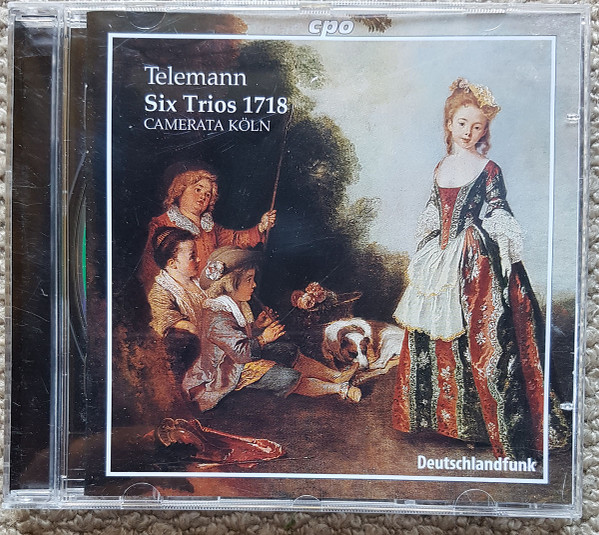 cpo
Telemann
Six Trios 1718
CAMERATA KÖLN
Deutschlandfunk